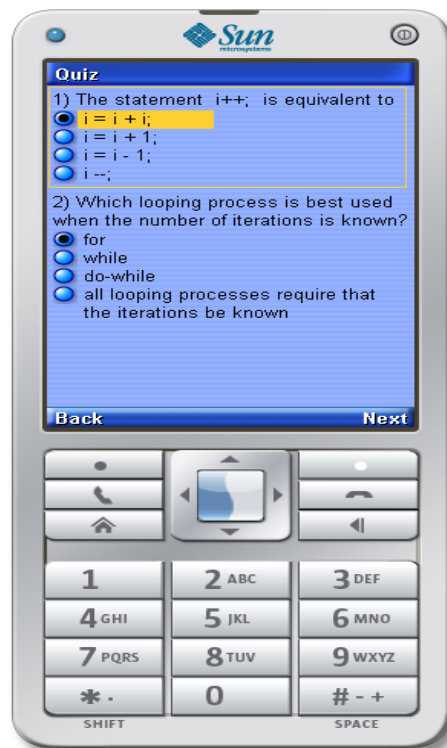 Sun
microsystems
Quiz
1) The statement i++; is equivalent to
i = i + i;
i = i + 1;
i = i - 1;
i --;
2) Which looping process is best used
when the number of iterations is known?
for
while
do-while
all looping processes require that
the iterations be known
Back Next
1 2 ABC 3 DEF
4 GHI 5 JKL 6 MNO
7 PQRS 8 TUV 9 WXYZ
* . 0 # - +
SHIFT SPACE